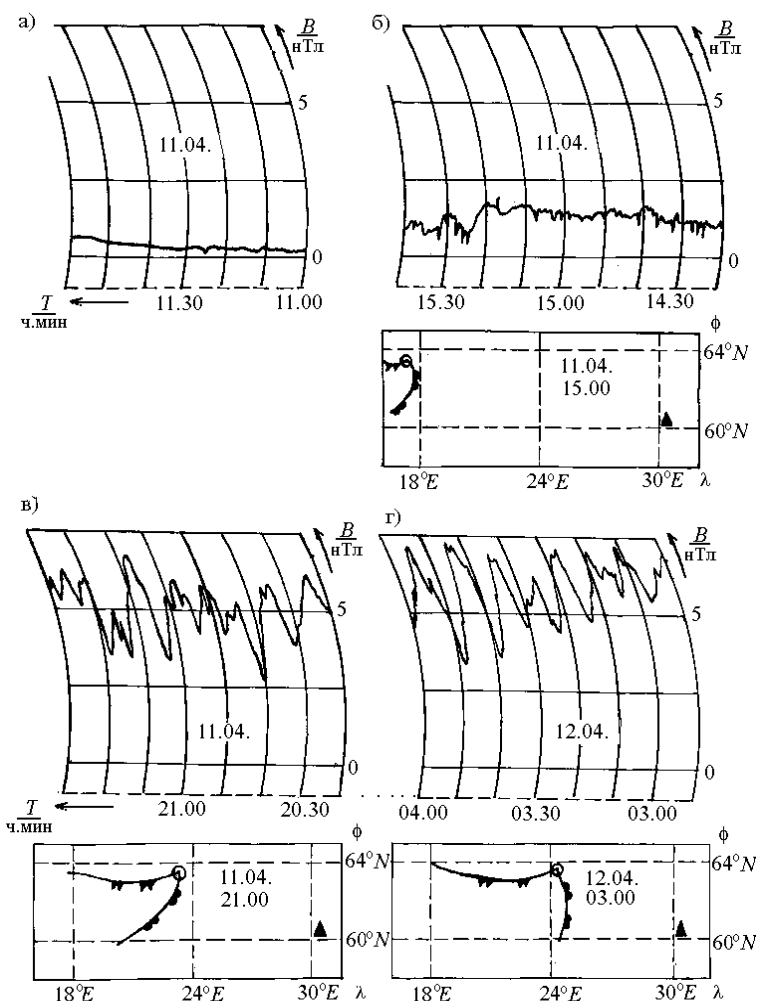 а)
B
нТл
5
11.04.
0
T
ч.мин
11.30
11.00
б)
B
нТл
5
11.04.
0
15.30
15.00
14.30
φ
64°N
11.04.
15.00
60°N
18°E
24°E
30°E λ
в)
B
нТл
5
11.04.
0
T
ч.мин
21.00
20.30
φ
64°N
11.04.
21.00
60°N
18°E
24°E
30°E λ
г)
B
нТл
5
12.04.
0
04.00
03.30
03.00
φ
64°N
12.04.
03.00
60°N
18°E
24°E
30°E λ